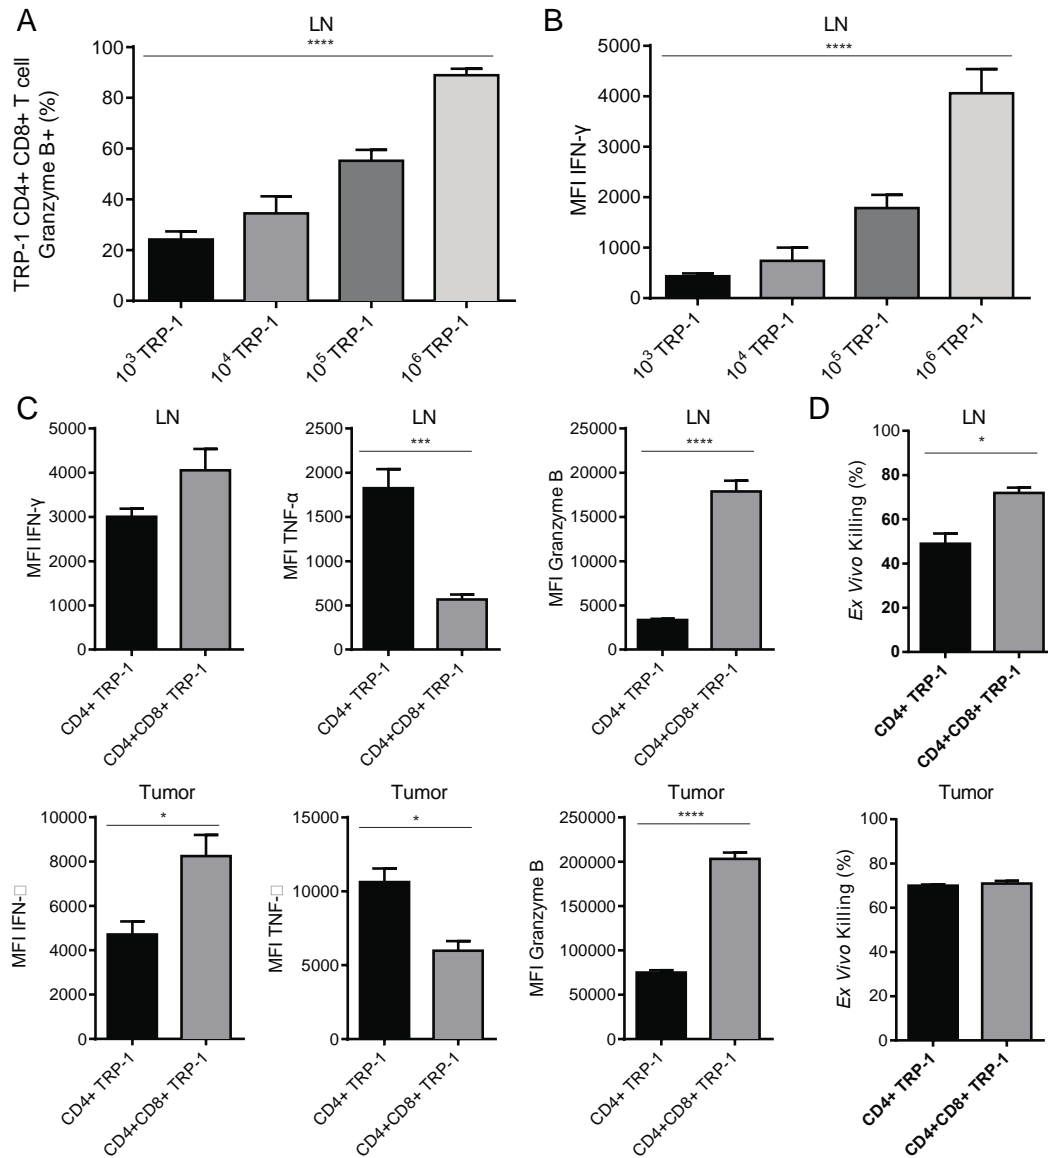 A
LN
****
TRP-1 CD4+ CD8+ T cell
Granzyme B+ (%)
100
80
60
40
20
0
10³ TRP-1
10⁴ TRP-1
10⁵ TRP-1
10⁶ TRP-1
B
LN
****
MFI IFN-γ
5000
4000
3000
2000
1000
0
10³ TRP-1
10⁴ TRP-1
10⁵ TRP-1
10⁶ TRP-1
C
LN
MFI IFN-γ
5000
4000
3000
2000
1000
0
CD4+ TRP-1
CD4+CD8+ TRP-1
***
MFI TNF-α
2500
2000
1500
1000
500
0
CD4+ TRP-1
CD4+CD8+ TRP-1
LN
****
MFI Granzyme B
25000
20000
15000
10000
5000
0
CD4+ TRP-1
CD4+CD8+ TRP-1
D
LN
*
Ex Vivo Killing (%)
100
80
60
40
20
0
CD4+ TRP-1
CD4+CD8+ TRP-1
LN
Tumor
*
MFI IFN-□
10000
8000
6000
4000
2000
0
CD4+ TRP-1
CD4+CD8+ TRP-1
Tumor
*
MFI TNF-□
15000
10000
5000
0
CD4+ TRP-1
CD4+CD8+ TRP-1
Tumor
****
MFI Granzyme B
250000
200000
150000
100000
50000
0
CD4+ TRP-1
CD4+CD8+ TRP-1
Tumor
Ex Vivo Killing (%)
100
80
60
40
20
0
CD4+ TRP-1
CD4+CD8+ TRP-1